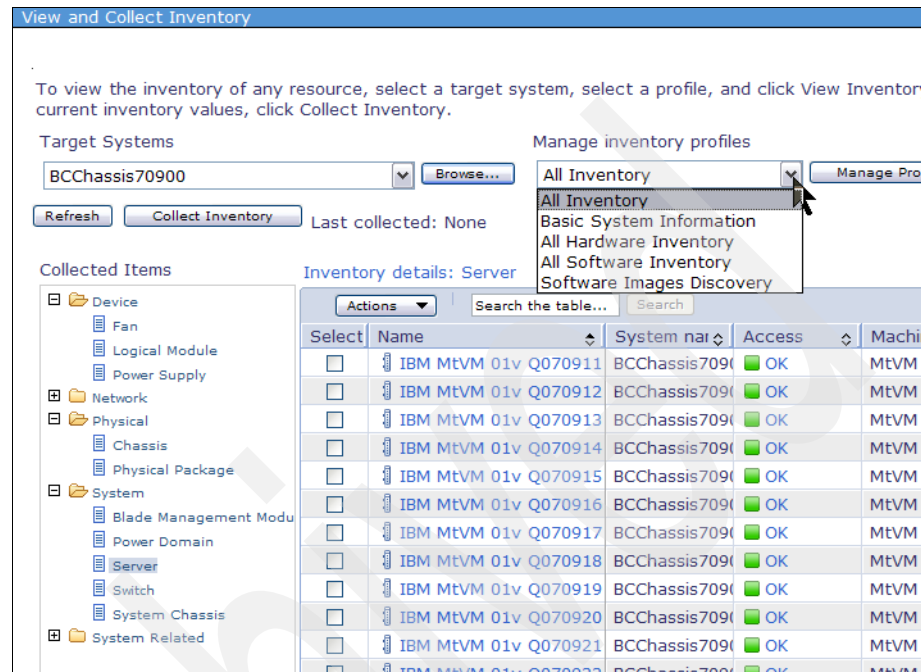 View and Collect Inventory
.
To view the inventory of any resource, select a target system, select a profile, and click View Inventory
current inventory values, click Collect Inventory.
Target Systems Manage inventory profiles
BCChassis70900 Browse... All Inventory Manage Pro
All Inventory
Refresh Collect Inventory Last collected: None Basic System Information
All Hardware Inventory
All Software Inventory
Collected Items Inventory details: Server Software Images Discovery
Device Actions Search the table... Search
Fan Select Name System nar Access Machi
Logical Module IBM MtVM 01v Q070911 BCChassis709 OK MtVM
Power Supply
Network IBM MtVM 01v Q070912 BCChassis709 OK MtVM
Physical IBM MtVM 01v Q070913 BCChassis709 OK MtVM
Chassis IBM MtVM 01v Q070914 BCChassis709 OK MtVM
Physical Package IBM MtVM 01v Q070915 BCChassis709 OK MtVM
System IBM MtVM 01v Q070916 BCChassis709 OK MtVM
Blade Management Modu
Power Domain IBM MtVM 01v Q070917 BCChassis709 OK MtVM
Server IBM MtVM 01v Q070918 BCChassis709 OK MtVM
Switch IBM MtVM 01v Q070919 BCChassis709 OK MtVM
System Chassis IBM MtVM 01v Q070920 BCChassis709 OK MtVM
System Related IBM MtVM 01v Q070921 BCChassis709 OK MtVM